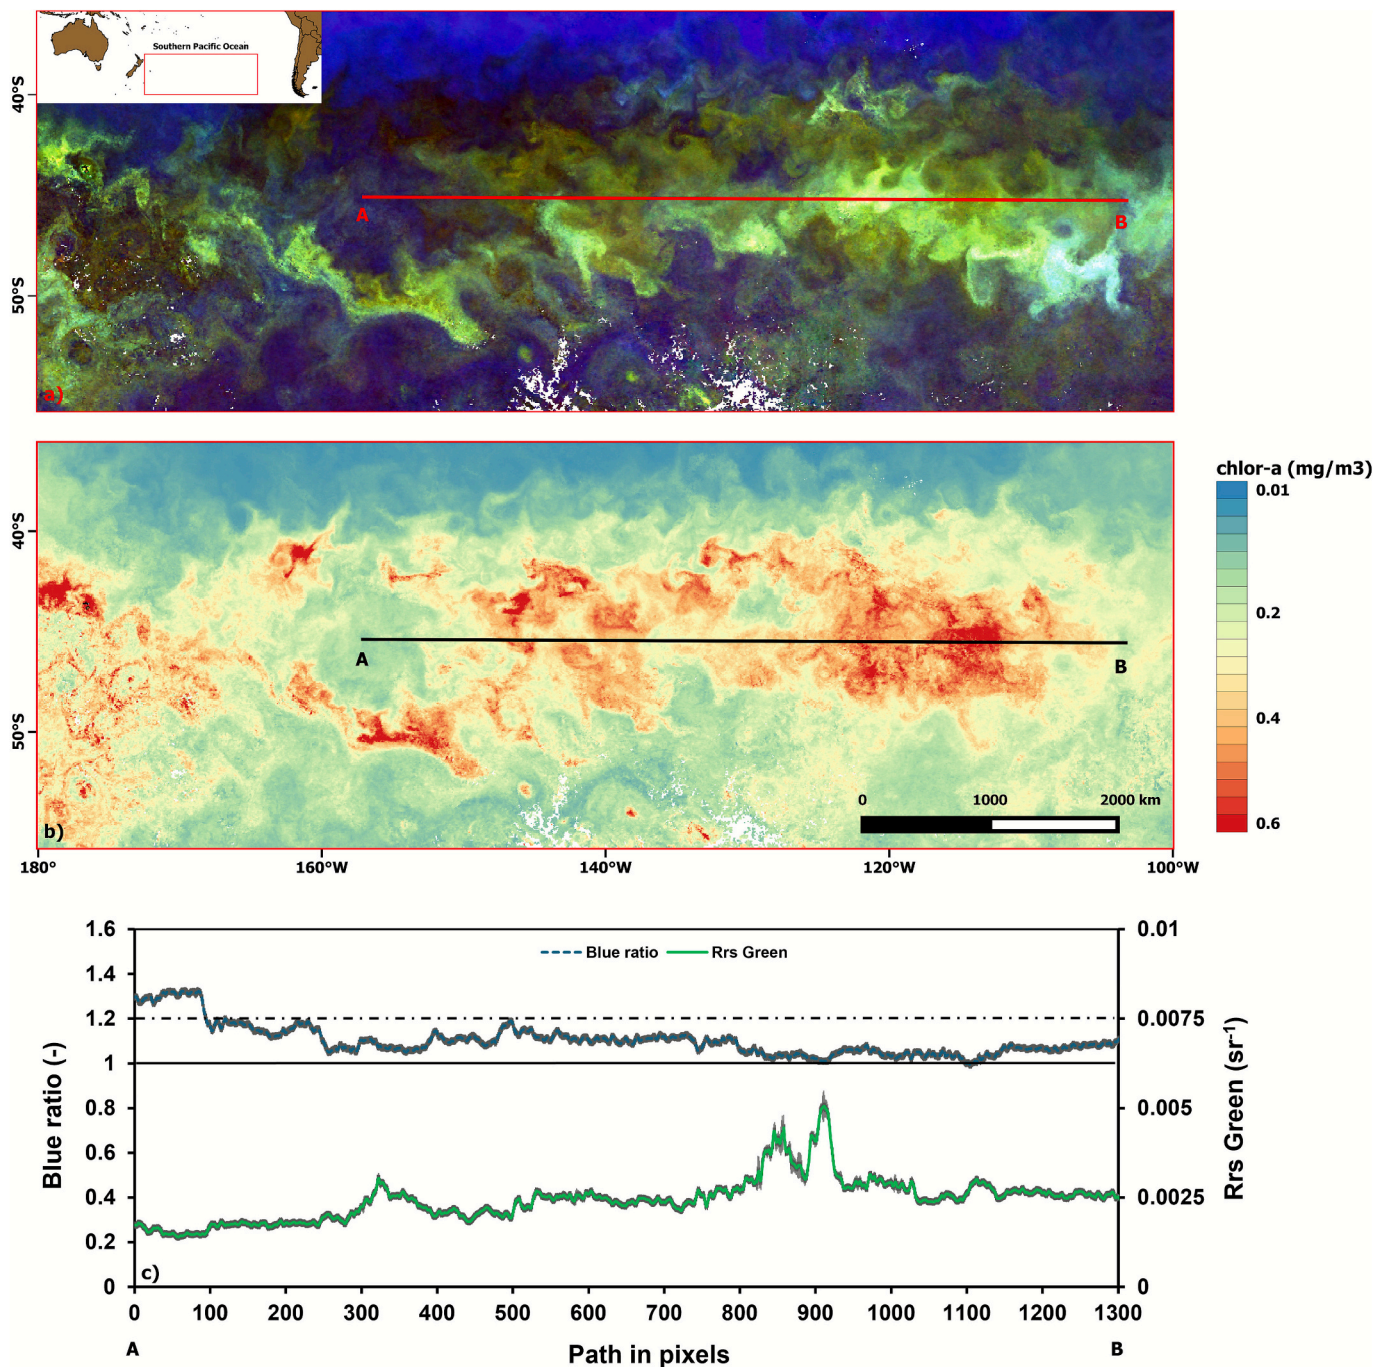 Southern Pacific Ocean
40°S
50°S
A
B
a)
chlor-a (mg/m3)
0.01
0.2
0.4
0.6
40°S
50°S
A
B
0
1000
2000 km
b)
180°
160°W
140°W
120°W
100°W
Blue ratio
Rrs Green
1.6
1.4
1.2
1
0.8
0.6
0.4
0.2
0
Blue ratio (-)
0.01
0.0075
0.005
0.0025
0
Rrs Green (sr-1)
c)
0 100 200 300 400 500 600 700 800 900 1000 1100 1200 1300
A
B
Path in pixels